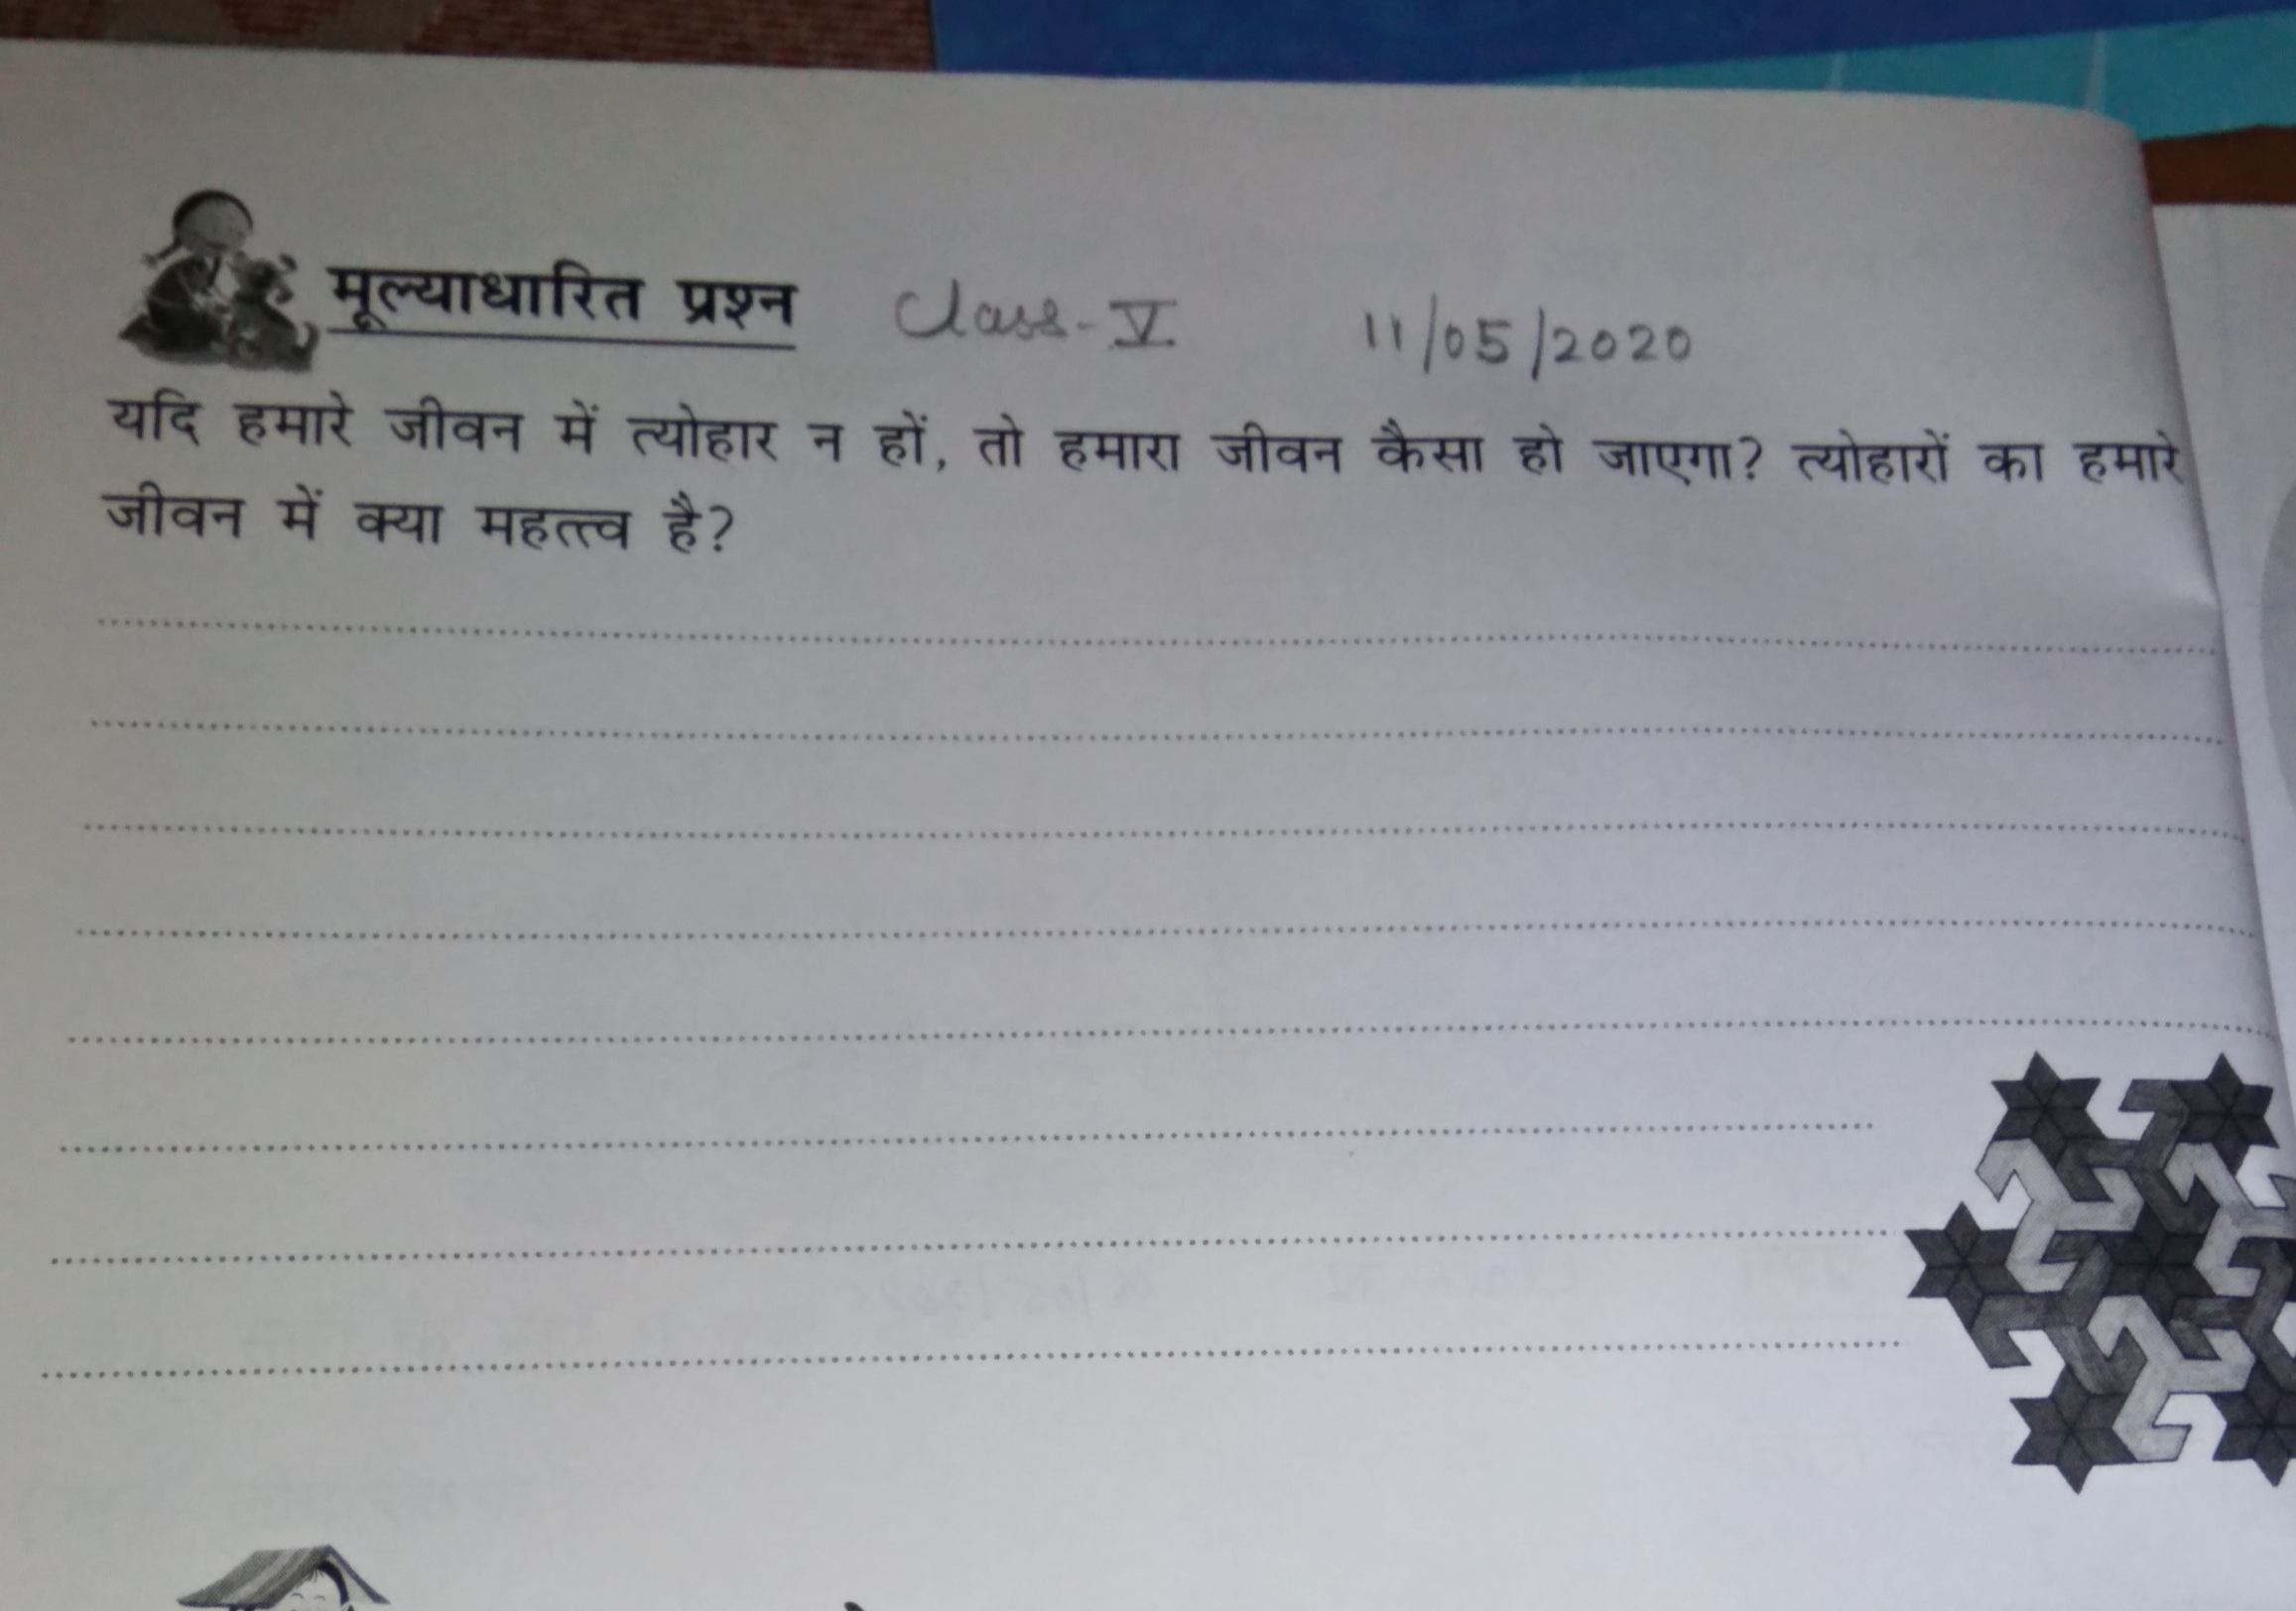 मूल्याधारित प्रश्न Class-V 11/05/2020
यदि हमारे जीवन में त्योहार न हों, तो हमारा जीवन कैसा हो जाएगा? त्योहारों का हमारे
जीवन में क्या महत्त्व है?